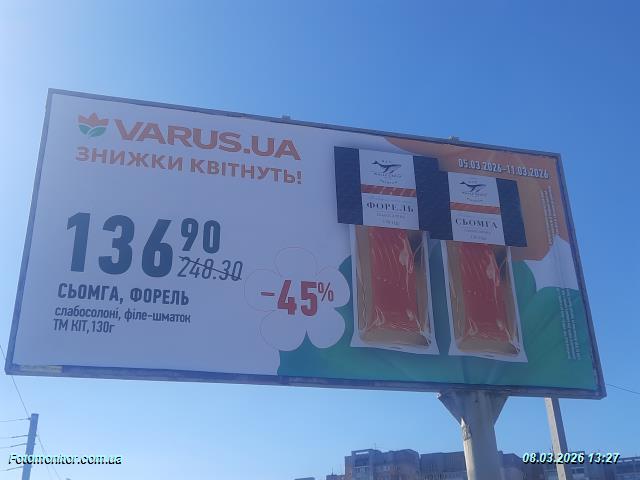 VARUS.UA
ЗНИЖКИ КВІТНУТЬ!
05.03.2026-11.03.2026
136 90
248.30
-45%
СЬОМГА, ФОРЕЛЬ
слабосолоні, філе-шматок
ТМ КІТ, 130г
ФОРЕЛЬ
СЬОМГА
Fotomonitor.com.ua
08.03.2026 13:27